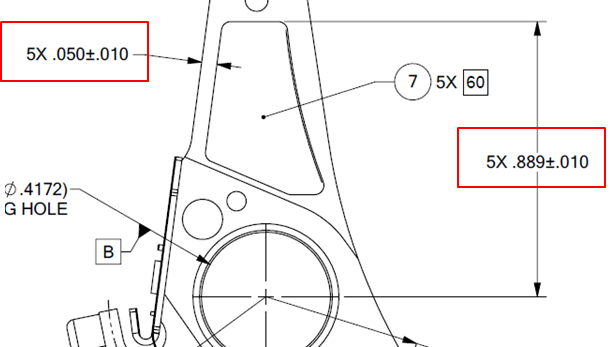 5X .050±.010
7 5X 60
5X .889±.010
Ø .4172)
G HOLE
B